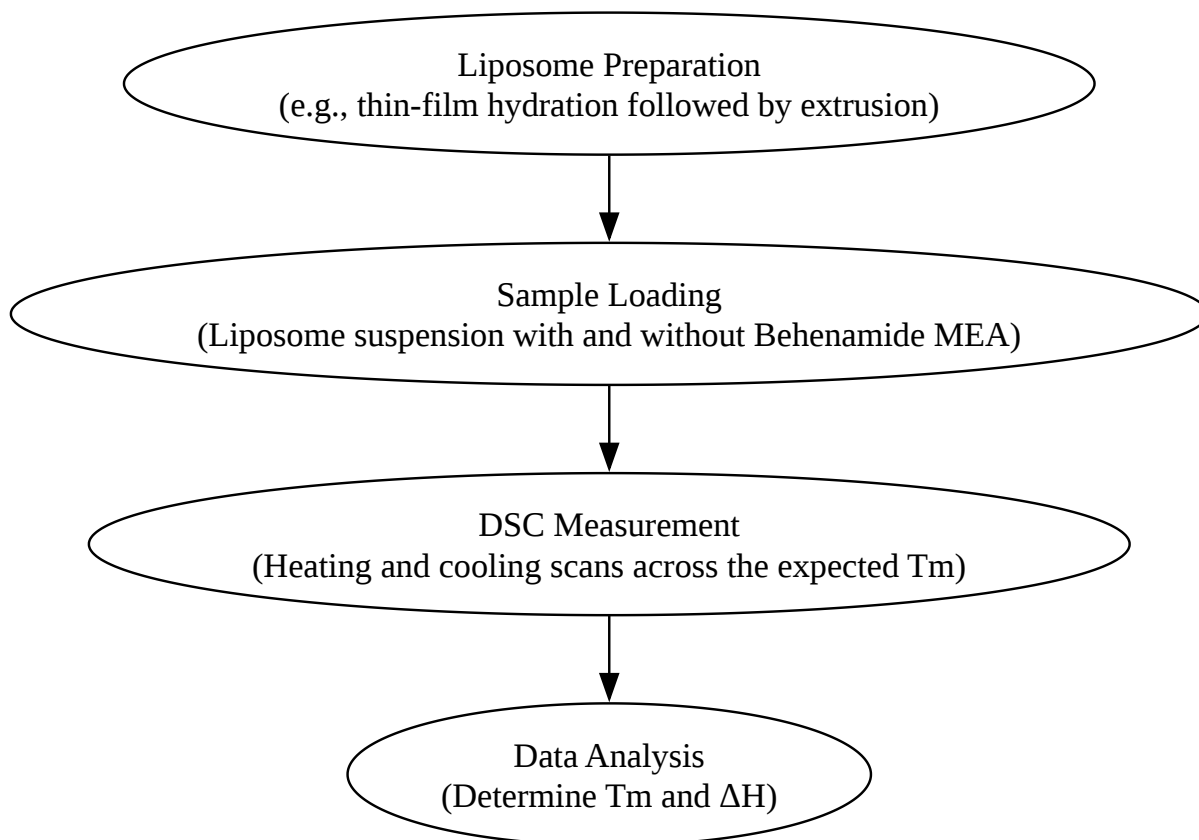 Liposome Preparation
(e.g., thin-film hydration followed by extrusion)
Sample Loading
(Liposome suspension with and without Behenamide MEA)
DSC Measurement
(Heating and cooling scans across the expected Tm)
Data Analysis
(Determine Tm and ΔH)